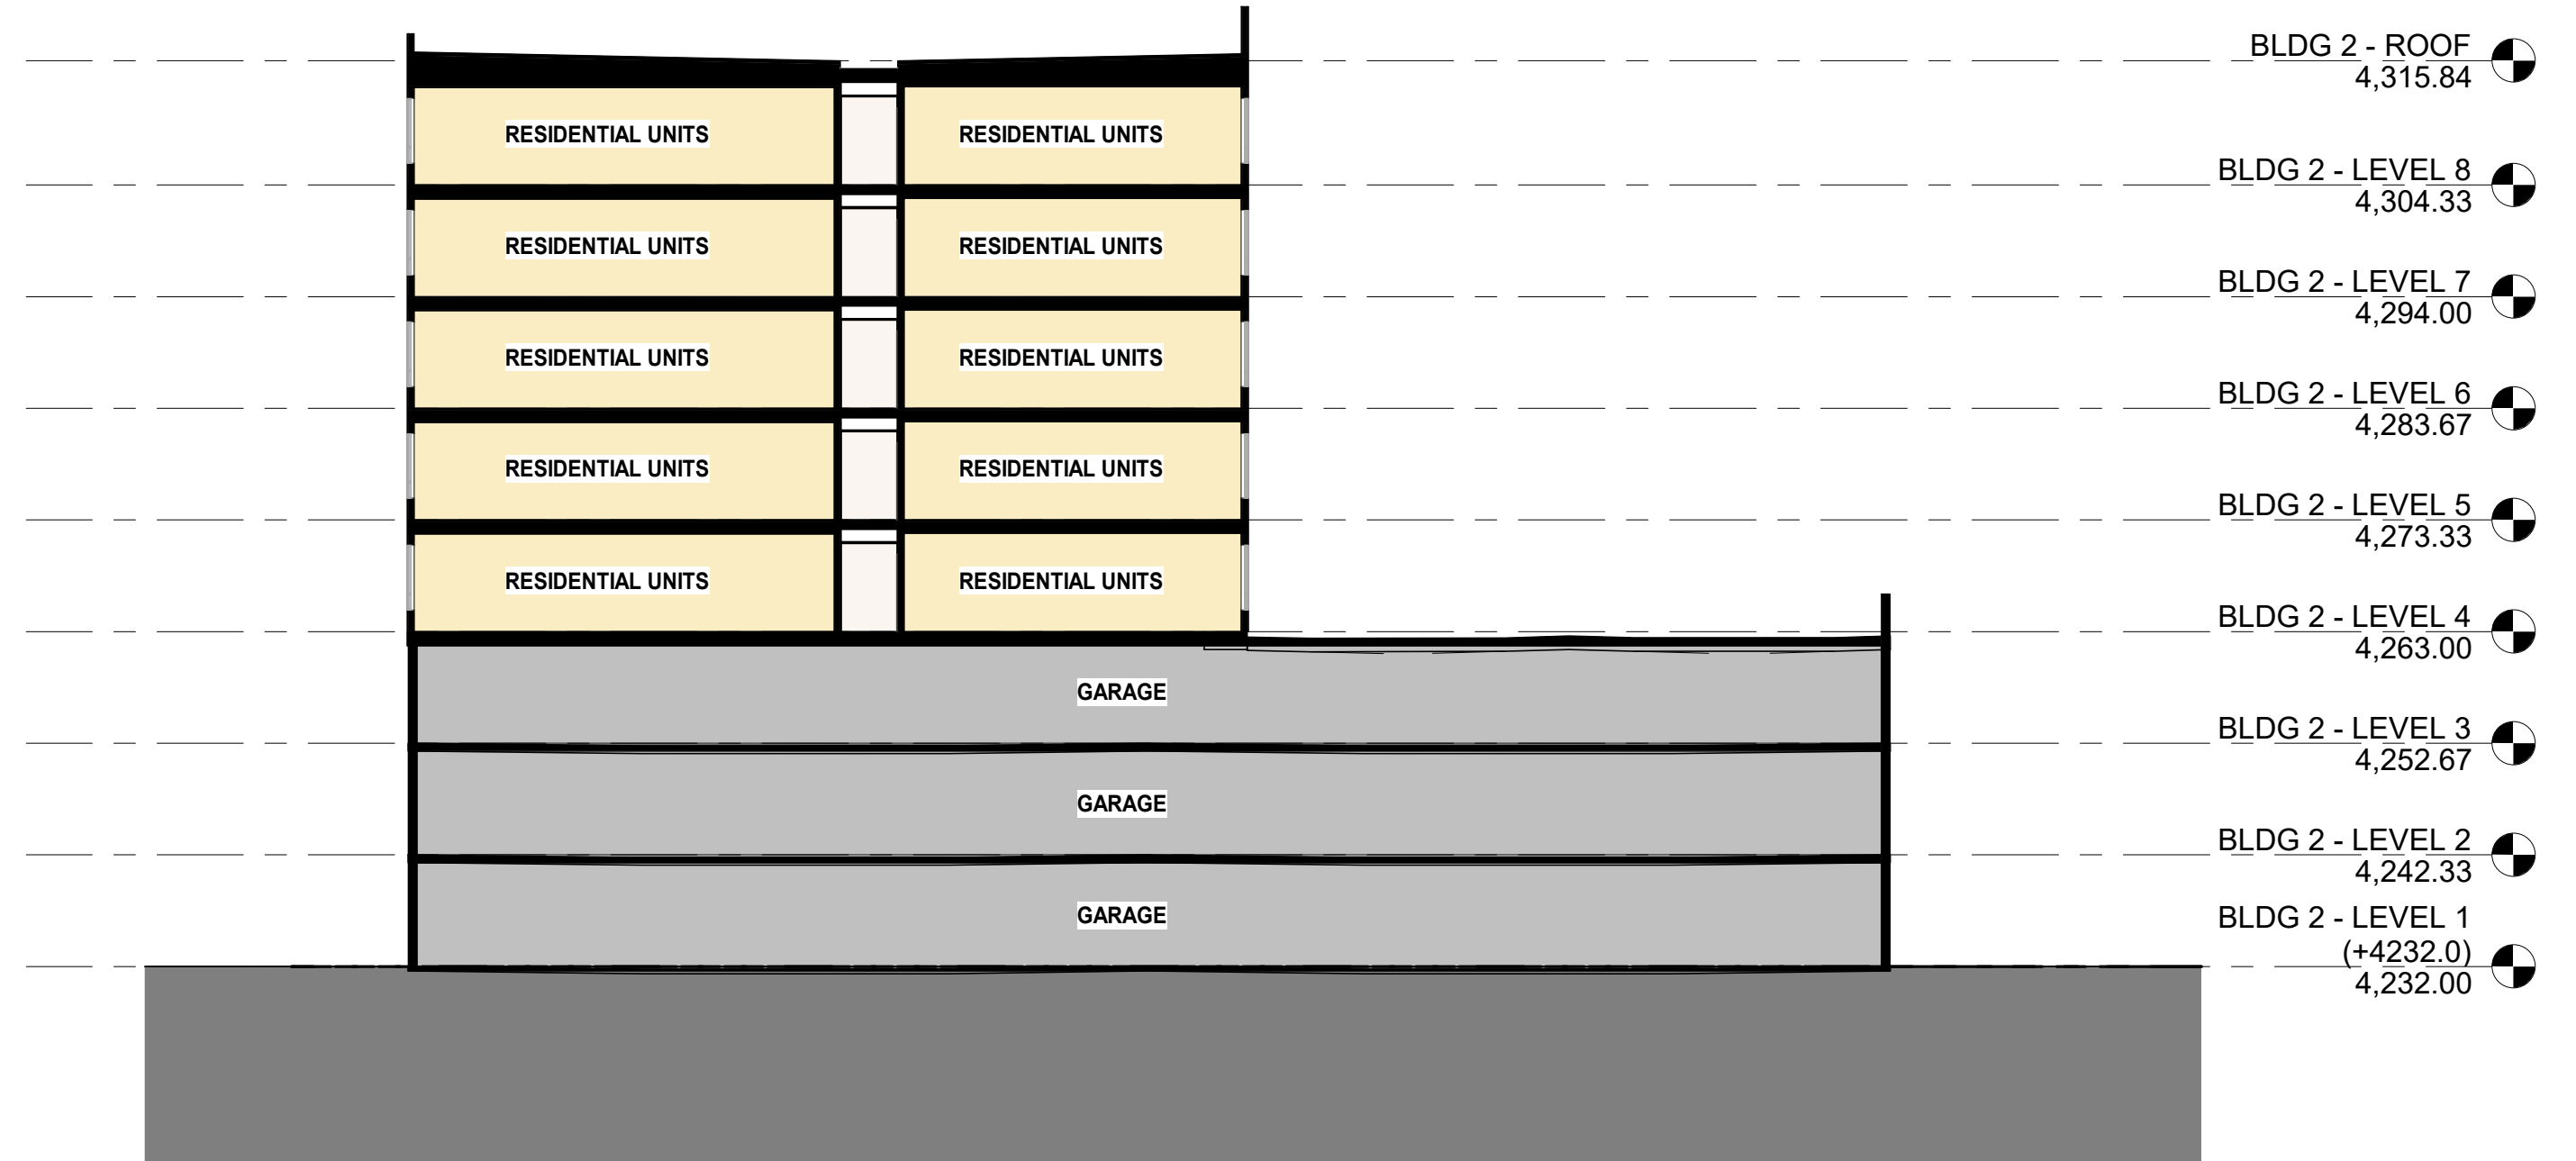 BLDG 2 - ROOF
4,315.84
RESIDENTIAL UNITS RESIDENTIAL UNITS
BLDG 2 - LEVEL 8
4,304.33
RESIDENTIAL UNITS RESIDENTIAL UNITS
BLDG 2 - LEVEL 7
4,294.00
RESIDENTIAL UNITS RESIDENTIAL UNITS
BLDG 2 - LEVEL 6
4,283.67
RESIDENTIAL UNITS RESIDENTIAL UNITS
BLDG 2 - LEVEL 5
4,273.33
RESIDENTIAL UNITS RESIDENTIAL UNITS
BLDG 2 - LEVEL 4
4,263.00
GARAGE
BLDG 2 - LEVEL 3
4,252.67
GARAGE
BLDG 2 - LEVEL 2
4,242.33
GARAGE
BLDG 2 - LEVEL 1
(+4232.0)
4,232.00